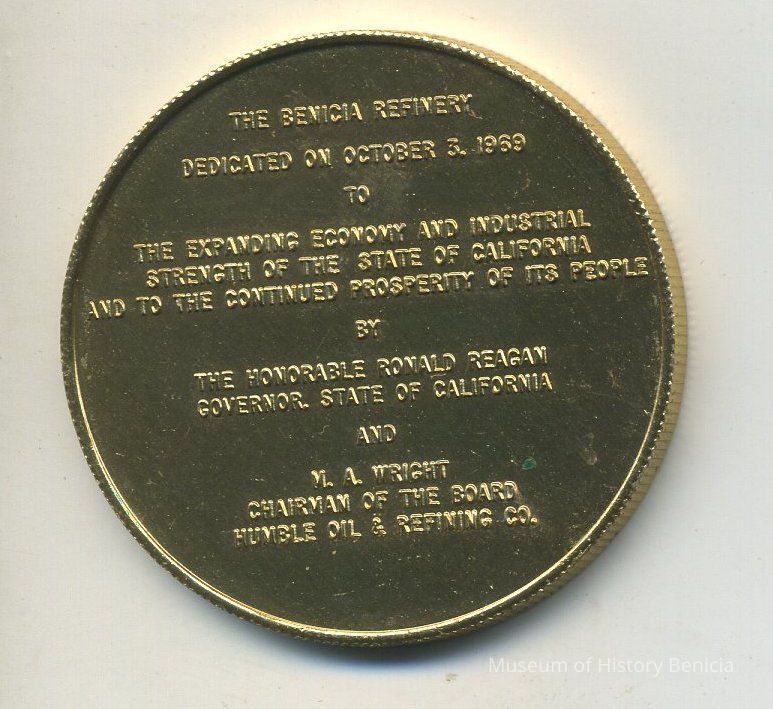 THE BENICIA REFINERY
DEDICATED ON OCTOBER 3, 1969
TO
THE EXPANDING ECONOMY AND INDUSTRIAL
STRENGTH OF THE STATE OF CALIFORNIA
AND TO THE CONTINUED PROSPERITY OF ITS PEOPLE
BY
THE HONORABLE RONALD REAGAN
GOVERNOR, STATE OF CALIFORNIA
AND
M. A. WRIGHT
CHAIRMAN OF THE BOARD
HUMBLE OIL & REFINING CO.
Museum of History Benicia